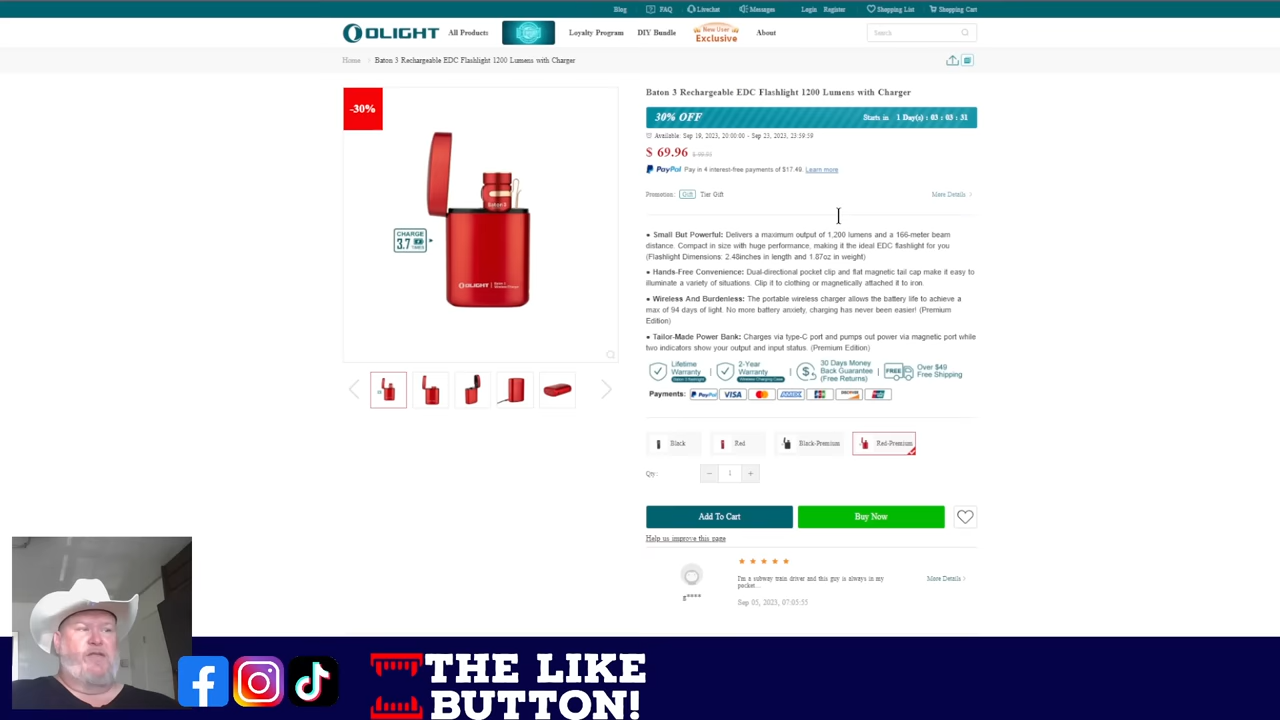 Blog FAQ Livechat Messages Login Register Shopping List Shopping Cart
OLIGHT All Products Loyalty Program DIY Bundle New User Exclusive About Search
Home > Baton 3 Rechargeable EDC Flashlight 1200 Lumens with Charger
-30%
Baton 3
CHARGE
3.7 TIMES
OLIGHT
Baton 3 Rechargeable EDC Flashlight 1200 Lumens with Charger
30% OFF Starts in 1 Day(s) : 03 : 03 : 31
Available: Sep 19, 2023, 20:00:00 - Sep 23, 2023, 23:59:59
$ 69.96
PayPal Pay in 4 interest-free payments of $17.49. Learn more
Promotion: Gift Tier Gift More Details >
• Small But Powerful: Delivers a maximum output of 1,200 lumens and a 166-meter beam
distance. Compact in size with huge performance, making it the ideal EDC flashlight for you
(Flashlight Dimensions: 2.48inches in length and 1.87oz in weight)
• Hands-Free Convenience: Dual-directional pocket clip and flat magnetic tail cap make it easy to
illuminate a variety of situations. Clip it to clothing or magnetically attached it to iron.
• Wireless And Burdenless: The portable wireless charger allows the battery life to achieve a
max of 94 days of light. No more battery anxiety, charging has never been easier! (Premium
Edition)
• Tailor-Made Power Bank: Charges via type-C port and pumps out power via magnetic port while
two indicators show your output and input status. (Premium Edition)
Lifetime
Warranty
2-Year
Warranty
30 Days Money
Back Guarantee
(Free Returns)
FREE
Over $49
Free Shipping
Payments: PayPal VISA MasterCard AMEX JCB DISCOVER
Black Red Black-Premium Red-Premium
Qty: − 1 +
Add To Cart Buy Now
Help us improve this page
I'm a subway train driver and this guy is always in my
pocket...
More Details >
g****
Sep 05, 2023, 07:05:55
THE LIKE
BUTTON!